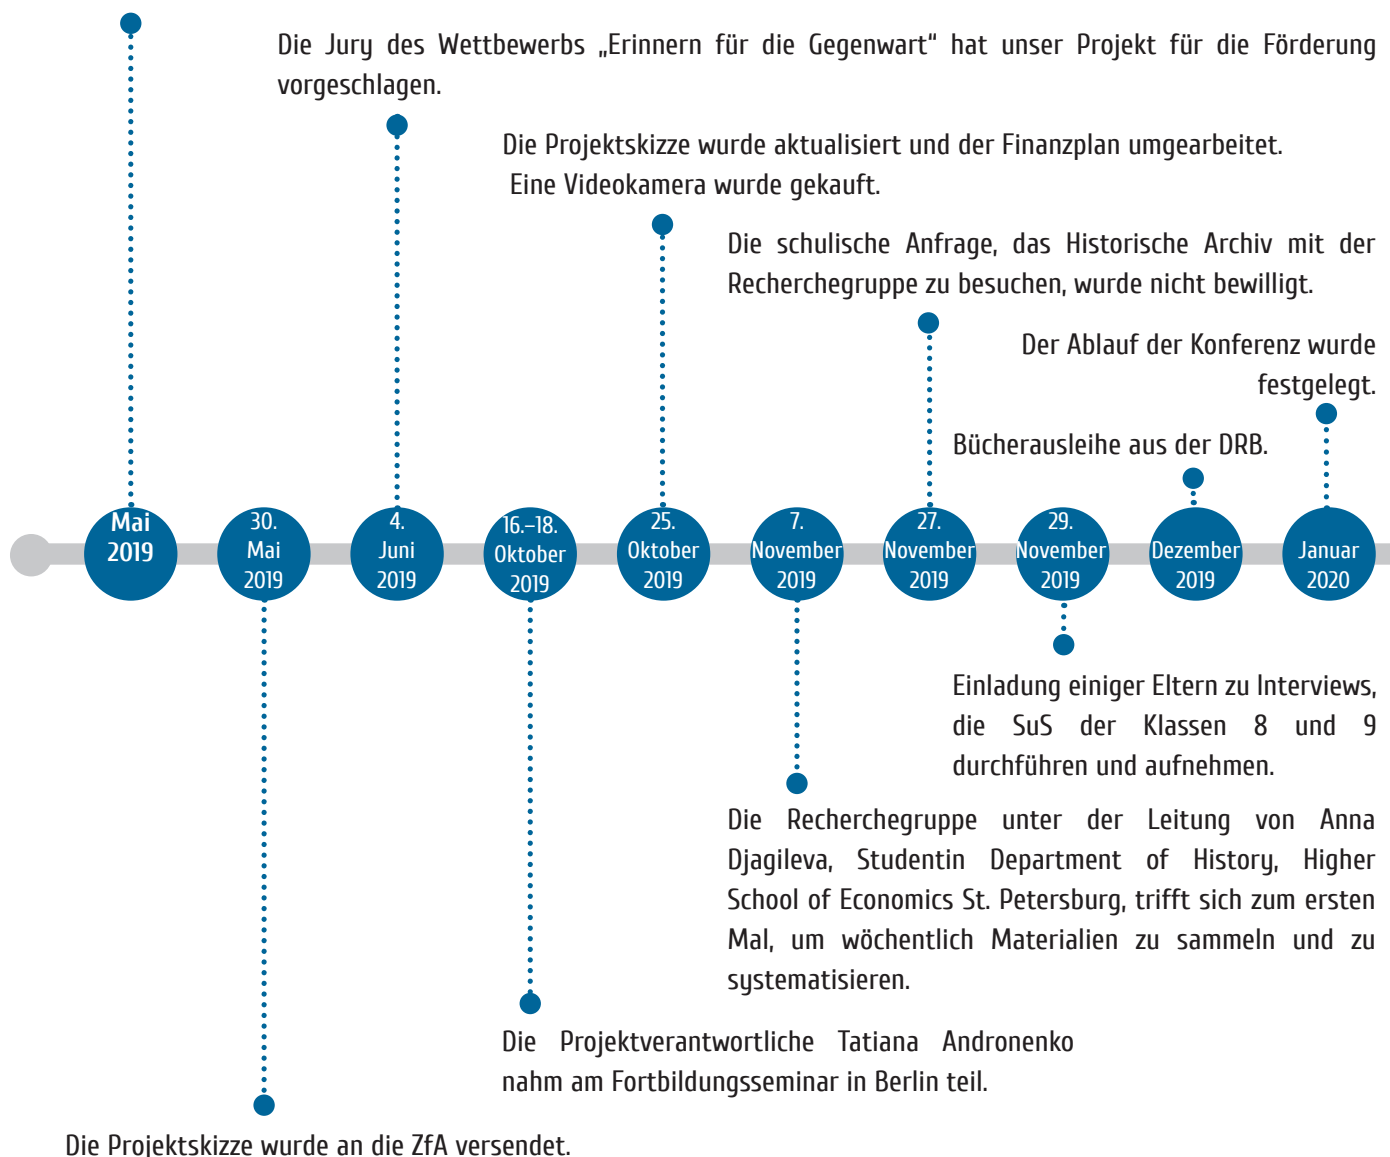 Die Jury des Wettbewerbs „Erinnern für die Gegenwart“ hat unser Projekt für die Förderung
vorgeschlagen.
Die Projektskizze wurde aktualisiert und der Finanzplan umgearbeitet.
Eine Videokamera wurde gekauft.
Die schulische Anfrage, das Historische Archiv mit der
Recherchegruppe zu besuchen, wurde nicht bewilligt.
Der Ablauf der Konferenz wurde
festgelegt.
Bücherausleihe aus der DRB.
Mai
2019
30.
Mai
2019
4.
Juni
2019
16.–18.
Oktober
2019
25.
Oktober
2019
7.
November
2019
27.
November
2019
29.
November
2019
Dezember
2019
Januar
2020
Einladung einiger Eltern zu Interviews,
die SuS der Klassen 8 und 9
durchführen und aufnehmen.
Die Recherchegruppe unter der Leitung von Anna
Djagileva, Studentin Department of History, Higher
School of Economics St. Petersburg, trifft sich zum ersten
Mal, um wöchentlich Materialien zu sammeln und zu
systematisieren.
Die Projektverantwortliche Tatiana Andronenko
nahm am Fortbildungsseminar in Berlin teil.
Die Projektskizze wurde an die ZfA versendet.